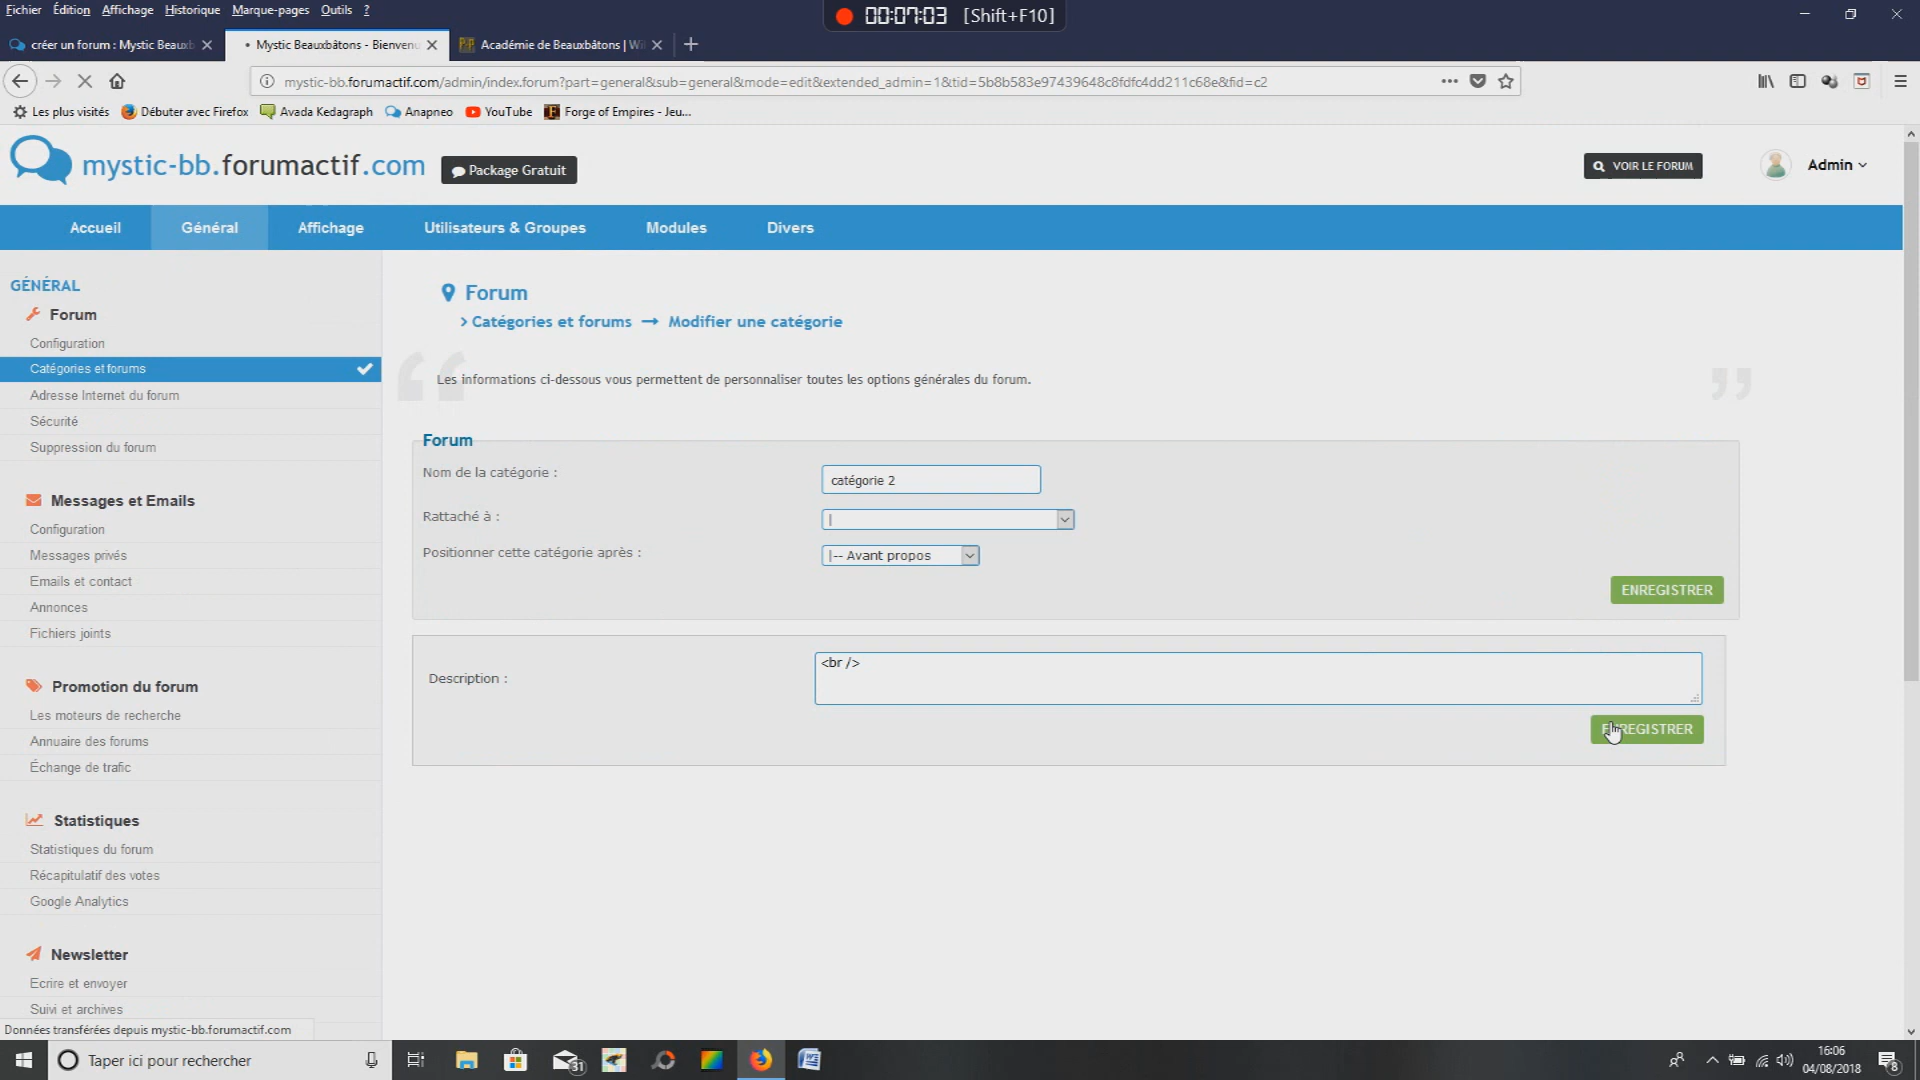 Fichier Édition Affichage Historique Marque-pages Outils ?
00:07:03 [Shift+F10]
créer un forum : Mystic Beauxb
Mystic Beauxbâtons - Bienvenu
Académie de Beauxbâtons | Wi
mystic-bb.forumactif.com/admin/index.forum?part=general&sub=general&mode=edit&extended_admin=1&tid=5b8b583e97439648c8fdfc4dd211c68e&fid=c2
Les plus visités Débuter avec Firefox Avada Kedagraph Anapneo YouTube Forge of Empires - Jeu...
mystic-bb.forumactif.com
Package Gratuit
VOIR LE FORUM
Admin
Accueil Général Affichage Utilisateurs & Groupes Modules Divers
GÉNÉRAL
Forum
Configuration
Catégories et forums
Adresse Internet du forum
Sécurité
Suppression du forum
Messages et Emails
Configuration
Messages privés
Emails et contact
Annonces
Fichiers joints
Promotion du forum
Les moteurs de recherche
Annuaire des forums
Échange de trafic
Statistiques
Statistiques du forum
Récapitulatif des votes
Google Analytics
Newsletter
Ecrire et envoyer
Suivi et archives
Forum
> Catégories et forums → Modifier une catégorie
“ Les informations ci-dessous vous permettent de personnaliser toutes les options générales du forum. ”
Forum
Nom de la catégorie : catégorie 2
Rattaché à : |
Positionner cette catégorie après : |-- Avant propos
ENREGISTRER
Description : <br />
ENREGISTRER
Données transférées depuis mystic-bb.forumactif.com
Taper ici pour rechercher
31
16:06
04/08/2018
8